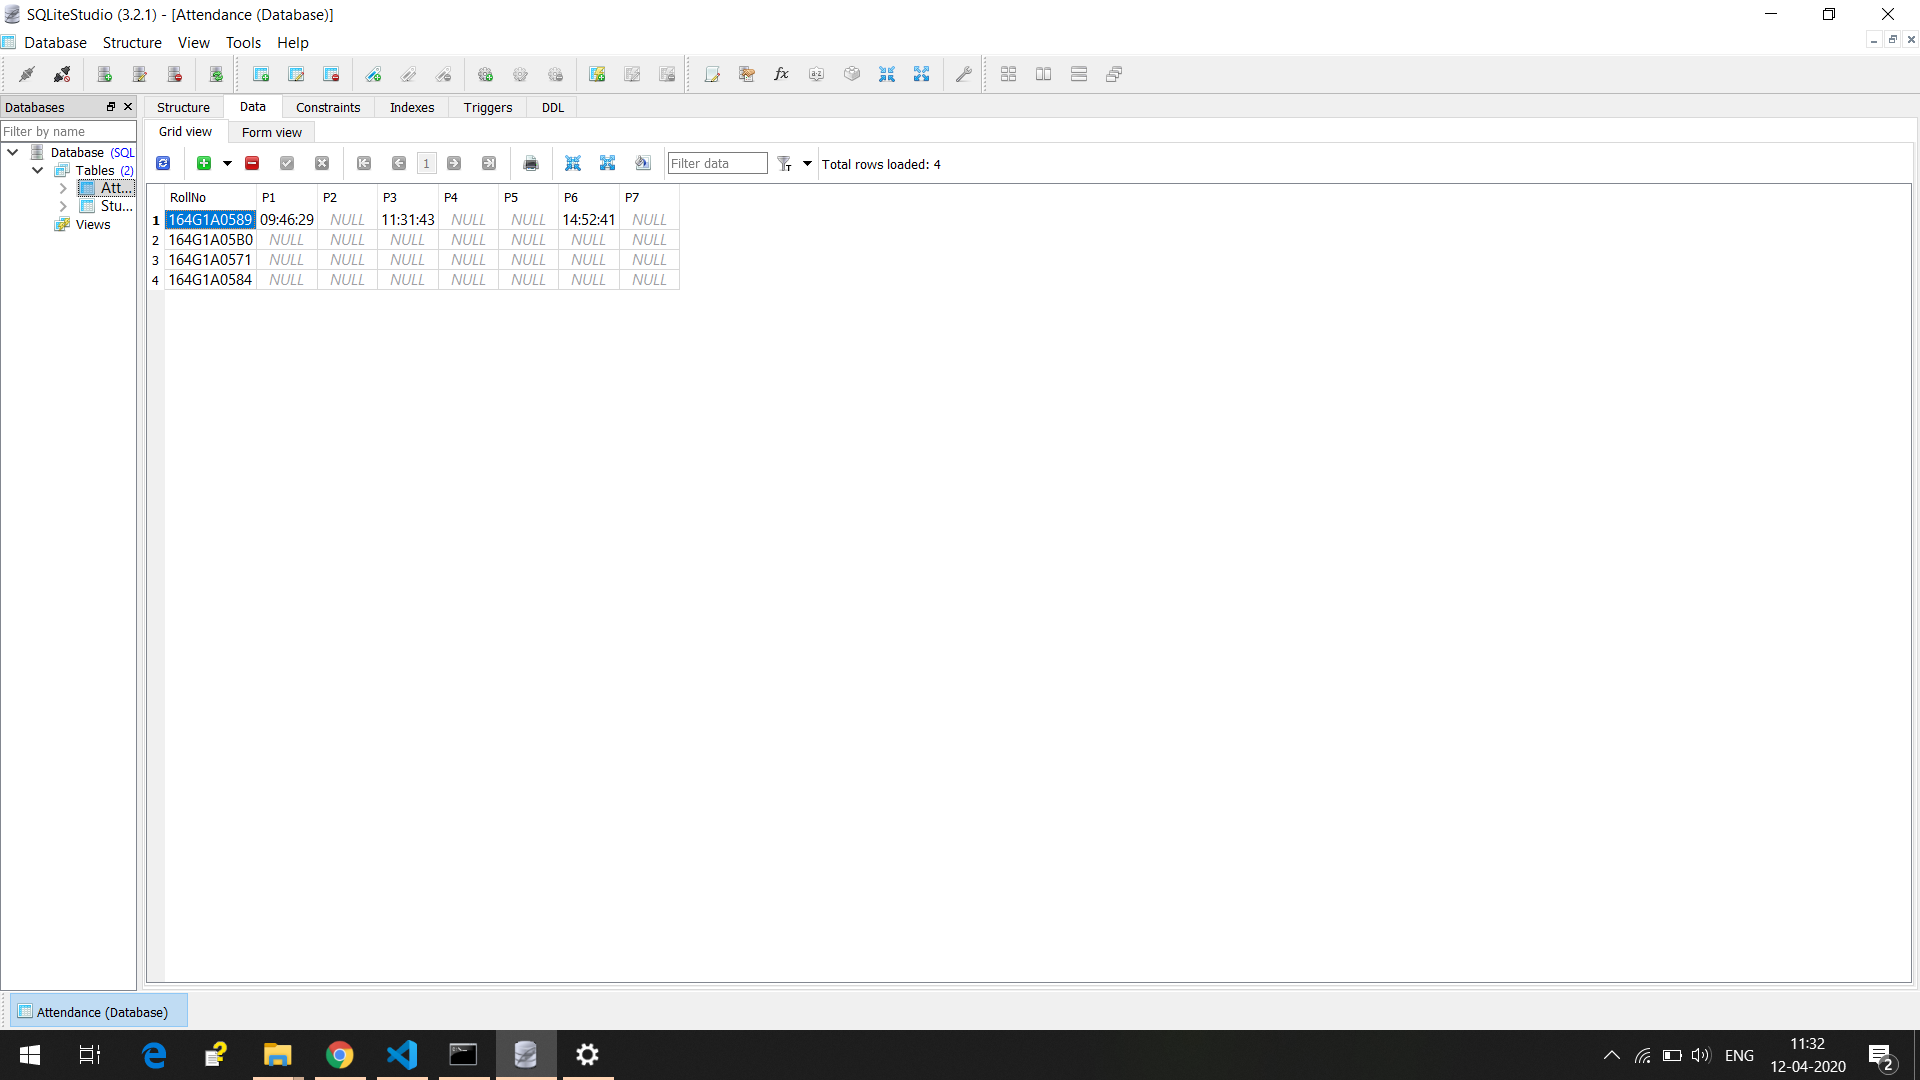 SQLiteStudio (3.2.1) - [Attendance (Database)]
Database Structure View Tools Help
Databases
Filter by name
Database (SQL
Tables (2)
Att...
Stu...
Views
Structure Data Constraints Indexes Triggers DDL
Grid view Form view
1 Filter data Total rows loaded: 4
RollNo P1 P2 P3 P4 P5 P6 P7
1 164G1A0589 09:46:29 NULL 11:31:43 NULL NULL 14:52:41 NULL
2 164G1A05B0 NULL NULL NULL NULL NULL NULL NULL
3 164G1A0571 NULL NULL NULL NULL NULL NULL NULL
4 164G1A0584 NULL NULL NULL NULL NULL NULL NULL
Attendance (Database)
ENG
11:32
12-04-2020
2